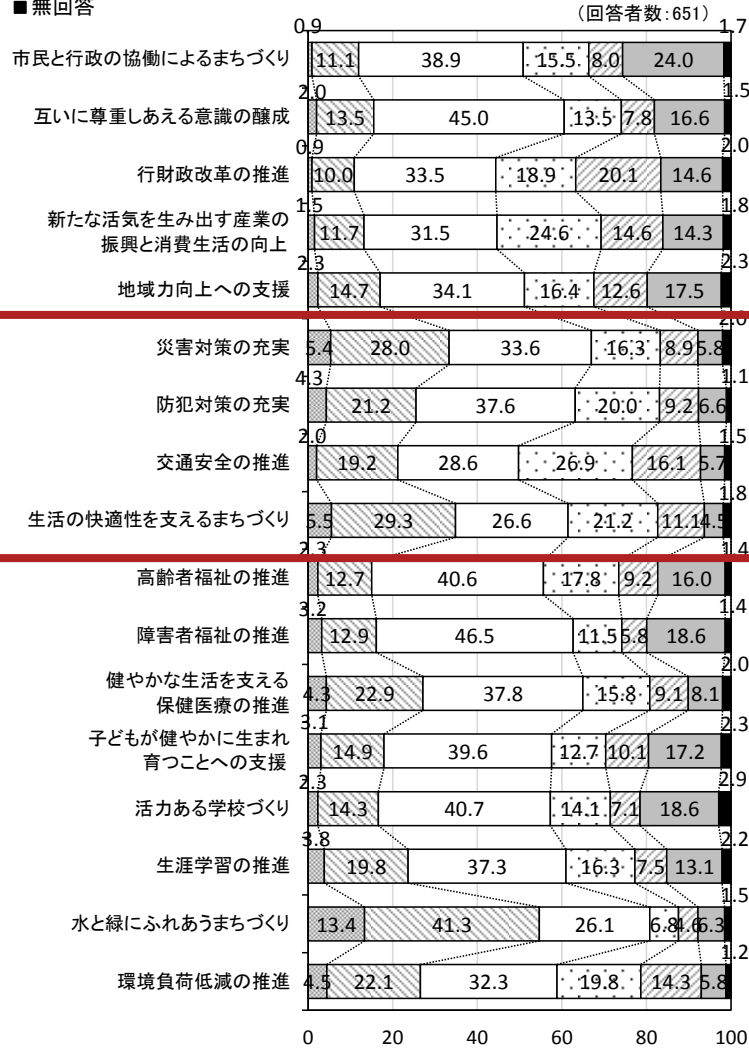 ■無回答
（回答者数：651）
0.9 1.7
市民と行政の協働によるまちづくり 11.1 38.9 15.5 8.0 24.0
2.0 1.5
互いに尊重しあえる意識の醸成 13.5 45.0 13.5 7.8 16.6
0.9 2.0
行財政改革の推進 10.0 33.5 18.9 20.1 14.6
1.5 1.8
新たな活気を生み出す産業の
振興と消費生活の向上 11.7 31.5 24.6 14.6 14.3
2.3 2.3
地域力向上への支援 14.7 34.1 16.4 12.6 17.5
2.0
災害対策の充実 5.4 28.0 33.6 16.3 8.9 5.8
4.3 1.1
防犯対策の充実 21.2 37.6 20.0 9.2 6.6
2.0 1.5
交通安全の推進 19.2 28.6 26.9 16.1 5.7
1.8
生活の快適性を支えるまちづくり 5.5 29.3 26.6 21.2 11.1 4.5
2.3 1.4
高齢者福祉の推進 12.7 40.6 17.8 9.2 16.0
3.2 1.4
障害者福祉の推進 12.9 46.5 11.5 5.8 18.6
2.0
健やかな生活を支える
保健医療の推進 4.3 22.9 37.8 15.8 9.1 8.1
3.1 2.3
子どもが健やかに生まれ
育つことへの支援 14.9 39.6 12.7 10.1 17.2
2.3 2.9
活力ある学校づくり 14.3 40.7 14.1 7.1 18.6
3.8 2.2
生涯学習の推進 19.8 37.3 16.3 7.5 13.1
1.5
水と緑にふれあうまちづくり 13.4 41.3 26.1 6.8 4.6 6.3
1.2
環境負荷低減の推進 4.5 22.1 32.3 19.8 14.3 5.8
0 20 40 60 80 100